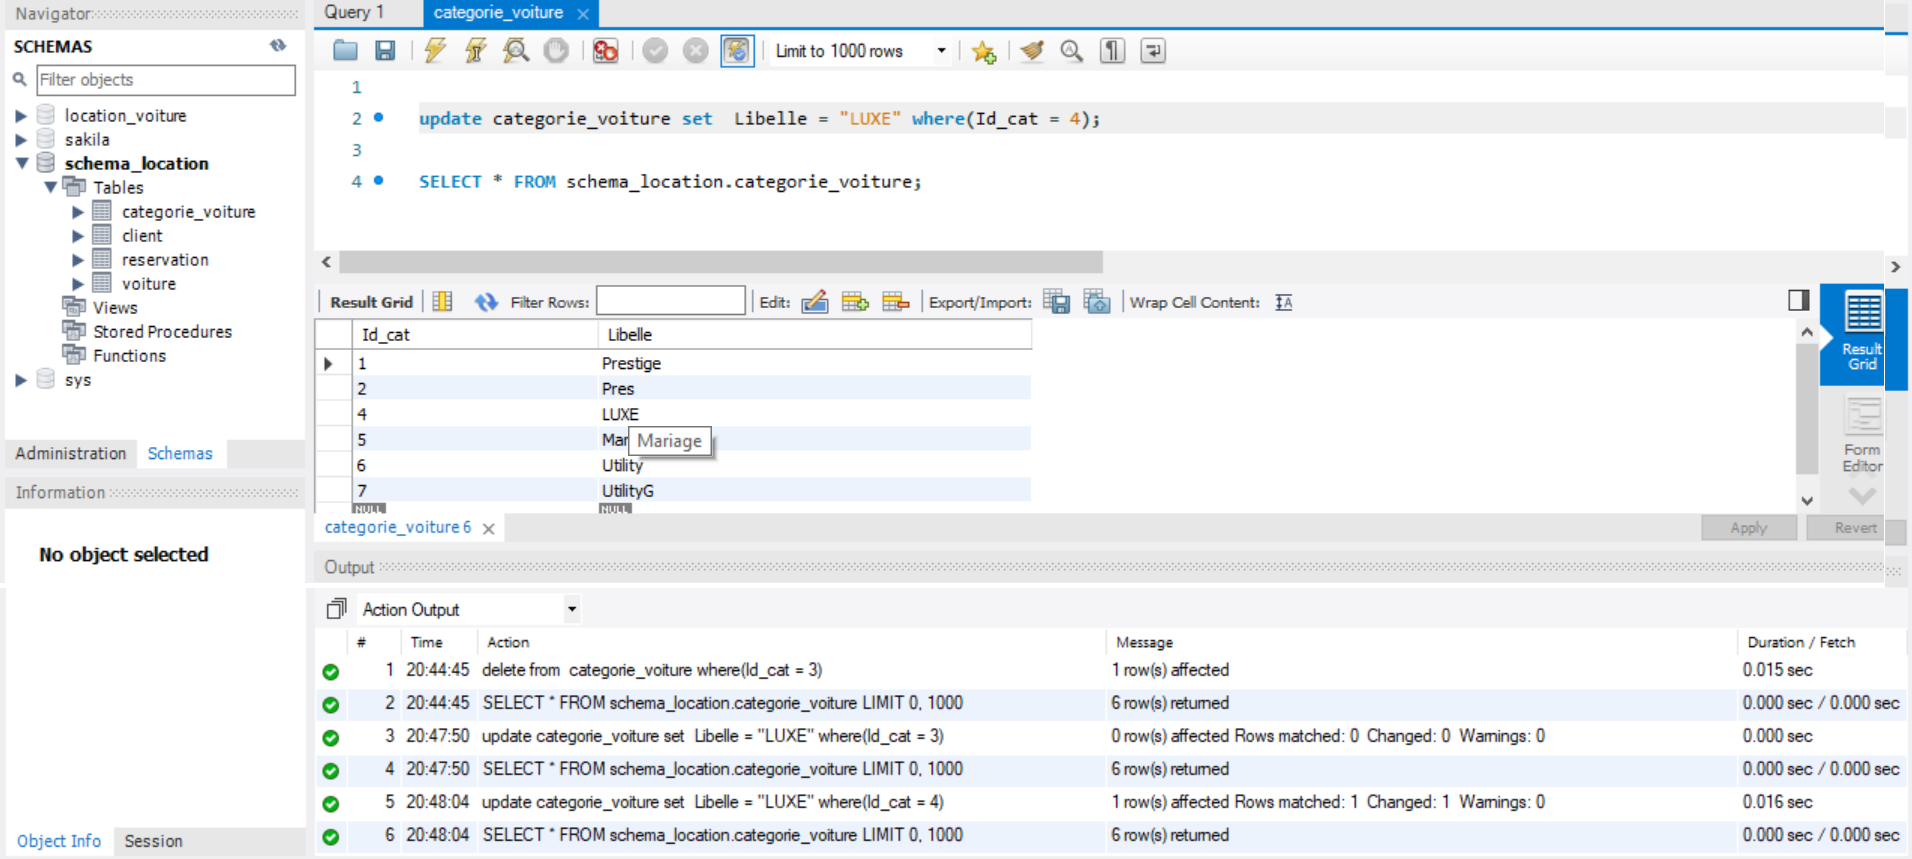 Navigator
SCHEMAS
Filter objects
location_voiture
sakila
schema_location
Tables
categorie_voiture
client
reservation
voiture
Views
Stored Procedures
Functions
sys
Administration Schemas
Information
No object selected
Object Info Session
Query 1 categorie_voiture
Limit to 1000 rows
1
2 update categorie_voiture set Libelle = "LUXE" where(Id_cat = 4);
3
4 SELECT * FROM schema_location.categorie_voiture;
Result Grid Filter Rows: Edit: Export/Import: Wrap Cell Content:
Id_cat Libelle
1 Prestige
2 Pres
4 LUXE
5 Mar Mariage
6 Utility
7 UtilityG
NULL NULL
Result
Grid
Form
Editor
categorie_voiture 6 Apply Revert
Output
Action Output
# Time Action Message Duration / Fetch
1 20:44:45 delete from categorie_voiture where(Id_cat = 3) 1 row(s) affected 0.015 sec
2 20:44:45 SELECT * FROM schema_location.categorie_voiture LIMIT 0, 1000 6 row(s) returned 0.000 sec / 0.000 sec
3 20:47:50 update categorie_voiture set Libelle = "LUXE" where(Id_cat = 3) 0 row(s) affected Rows matched: 0 Changed: 0 Warnings: 0 0.000 sec
4 20:47:50 SELECT * FROM schema_location.categorie_voiture LIMIT 0, 1000 6 row(s) returned 0.000 sec / 0.000 sec
5 20:48:04 update categorie_voiture set Libelle = "LUXE" where(Id_cat = 4) 1 row(s) affected Rows matched: 1 Changed: 1 Warnings: 0 0.016 sec
6 20:48:04 SELECT * FROM schema_location.categorie_voiture LIMIT 0, 1000 6 row(s) returned 0.000 sec / 0.000 sec